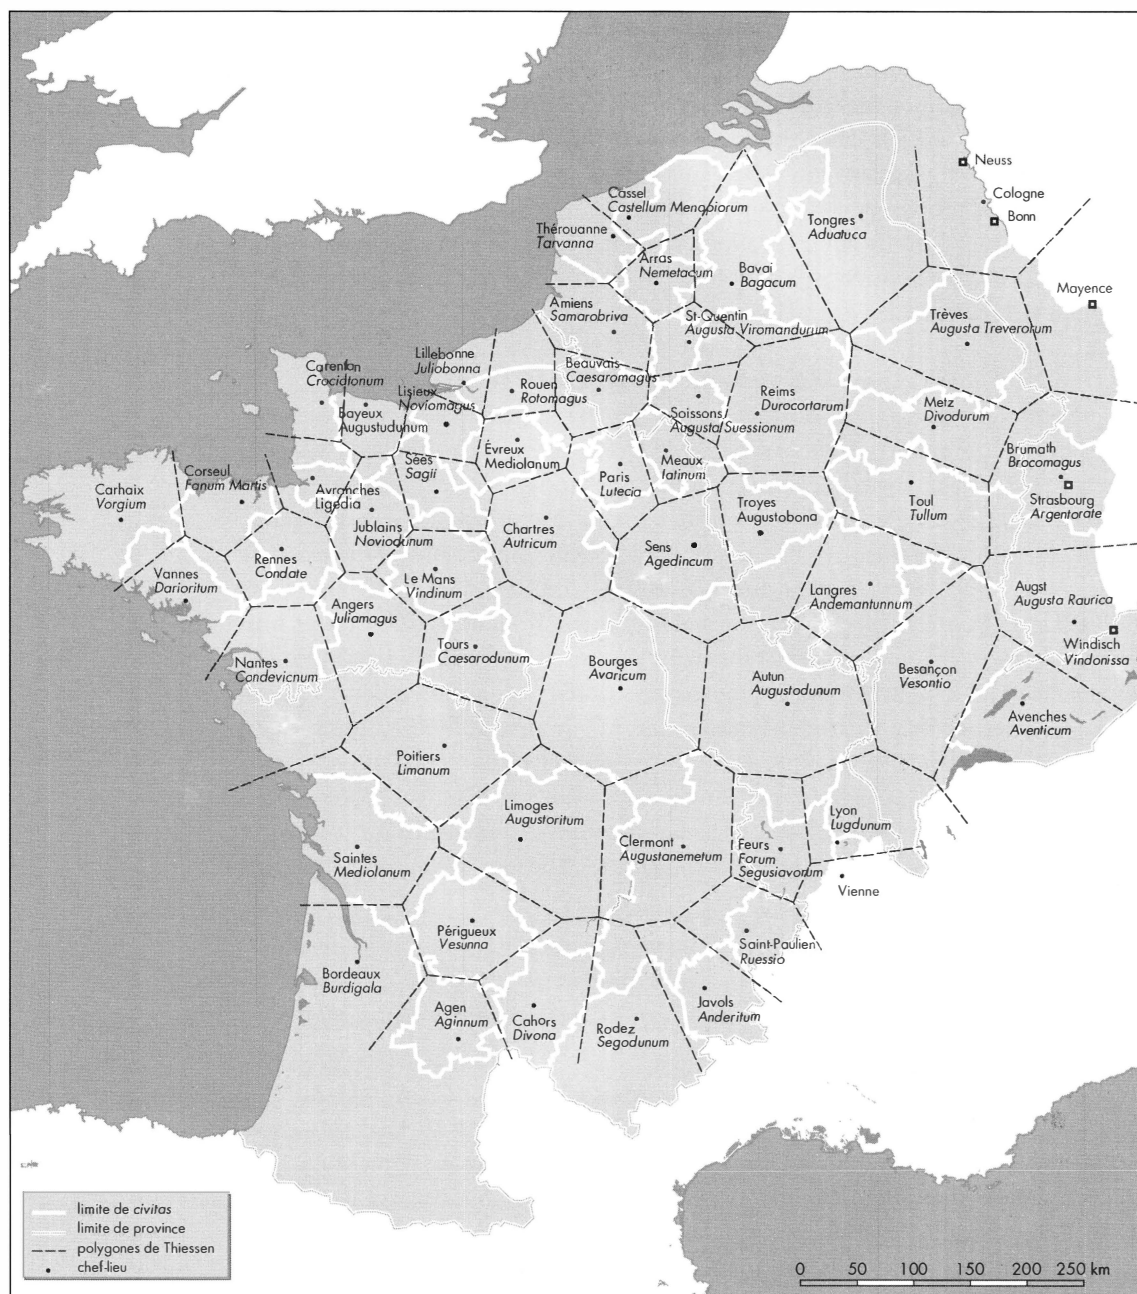 Neuss
Cologne
Bonn
Cassel
Castellum Menapiorum
Thérouanne
Tarvanna
Tongres
Aduatuca
Arras
Nemetacum
Bavai
Bagacum
Mayence
Amiens
Samarobriva
St-Quentin
Augusta Viromandurum
Trèves
Augusta Treverorum
Carentan
Crociatonum
Lillebonne
Juliobonna
Beauvais
Caesaromagus
Rouen
Rotomagus
Lisieux
Noviomagus
Bayeux
Augustudunum
Soissons
Augusta Suessionum
Reims
Durocortarum
Metz
Divodurum
Évreux
Mediolanum
Sées
Sagii
Paris
Lutecia
Meaux
Iatinum
Brumath
Brocomagus
Strasbourg
Argentorate
Carhaix
Vorgium
Corseul
Fanum Martis
Avranches
Ligedia
Jublains
Noviodunum
Chartres
Autricum
Troyes
Augustobona
Toul
Tullum
Rennes
Condate
Sens
Agedincum
Vannes
Darioritum
Le Mans
Vindinum
Langres
Andemantunnum
Augst
Augusta Raurica
Angers
Juliamagus
Windisch
Vindonissa
Nantes
Condevicnum
Tours
Caesarodunum
Bourges
Avaricum
Autun
Augustodunum
Besançon
Vesontio
Avenches
Aventicum
Poitiers
Limanum
Limoges
Augustoritum
Lyon
Lugdunum
Clermont
Augustanemetum
Feurs
Forum
Segusiavorum
Saintes
Mediolanum
Vienne
Périgueux
Vesunna
Saint-Paulien
Ruessio
Bordeaux
Burdigala
Agen
Aginnum
Cahors
Divona
Rodez
Segodunum
Javols
Anderitum
limite de civitas
limite de province
polygones de Thiessen
chef-lieu
0 50 100 150 200 250 km